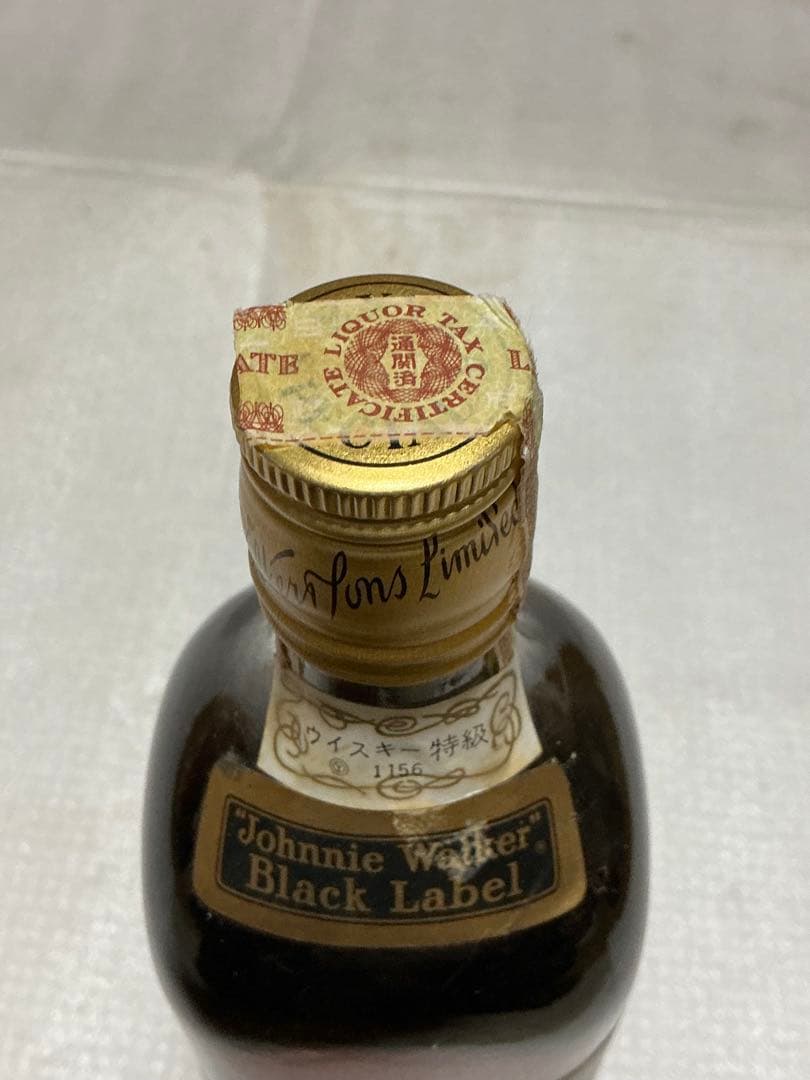 LIQUOR TAX CERTIFICATE
通関済
ATE
L
Sons Limited
ウイスキー 特級
1156
"Johnnie Walker"
Black Label